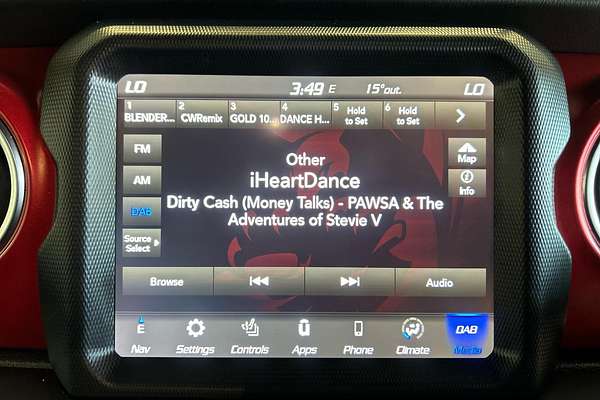 LO 3:49 E 15°out. LO
1 2 3 4 5 Hold 6 Hold
BLENDER... CWRemix GOLD 10... DANCE H... to Set to Set
FM
AM
DAB
Source
Select
Other
iHeartDance
Dirty Cash (Money Talks) - PAWSA & The
Adventures of Stevie V
Map
Info
Browse Audio
E
Nav Settings Controls Apps Phone Climate
DAB
Media